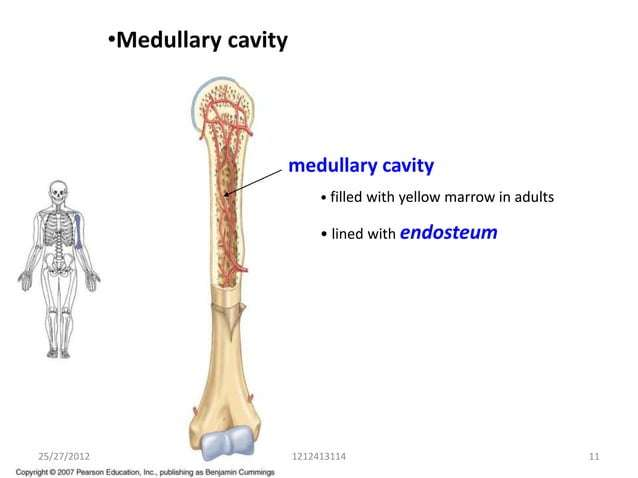 •Medullary cavity
medullary cavity
• filled with yellow marrow in adults
• lined with endosteum
25/27/2012 1212413114 11
Copyright © 2007 Pearson Education, Inc., publishing as Benjamin Cummings